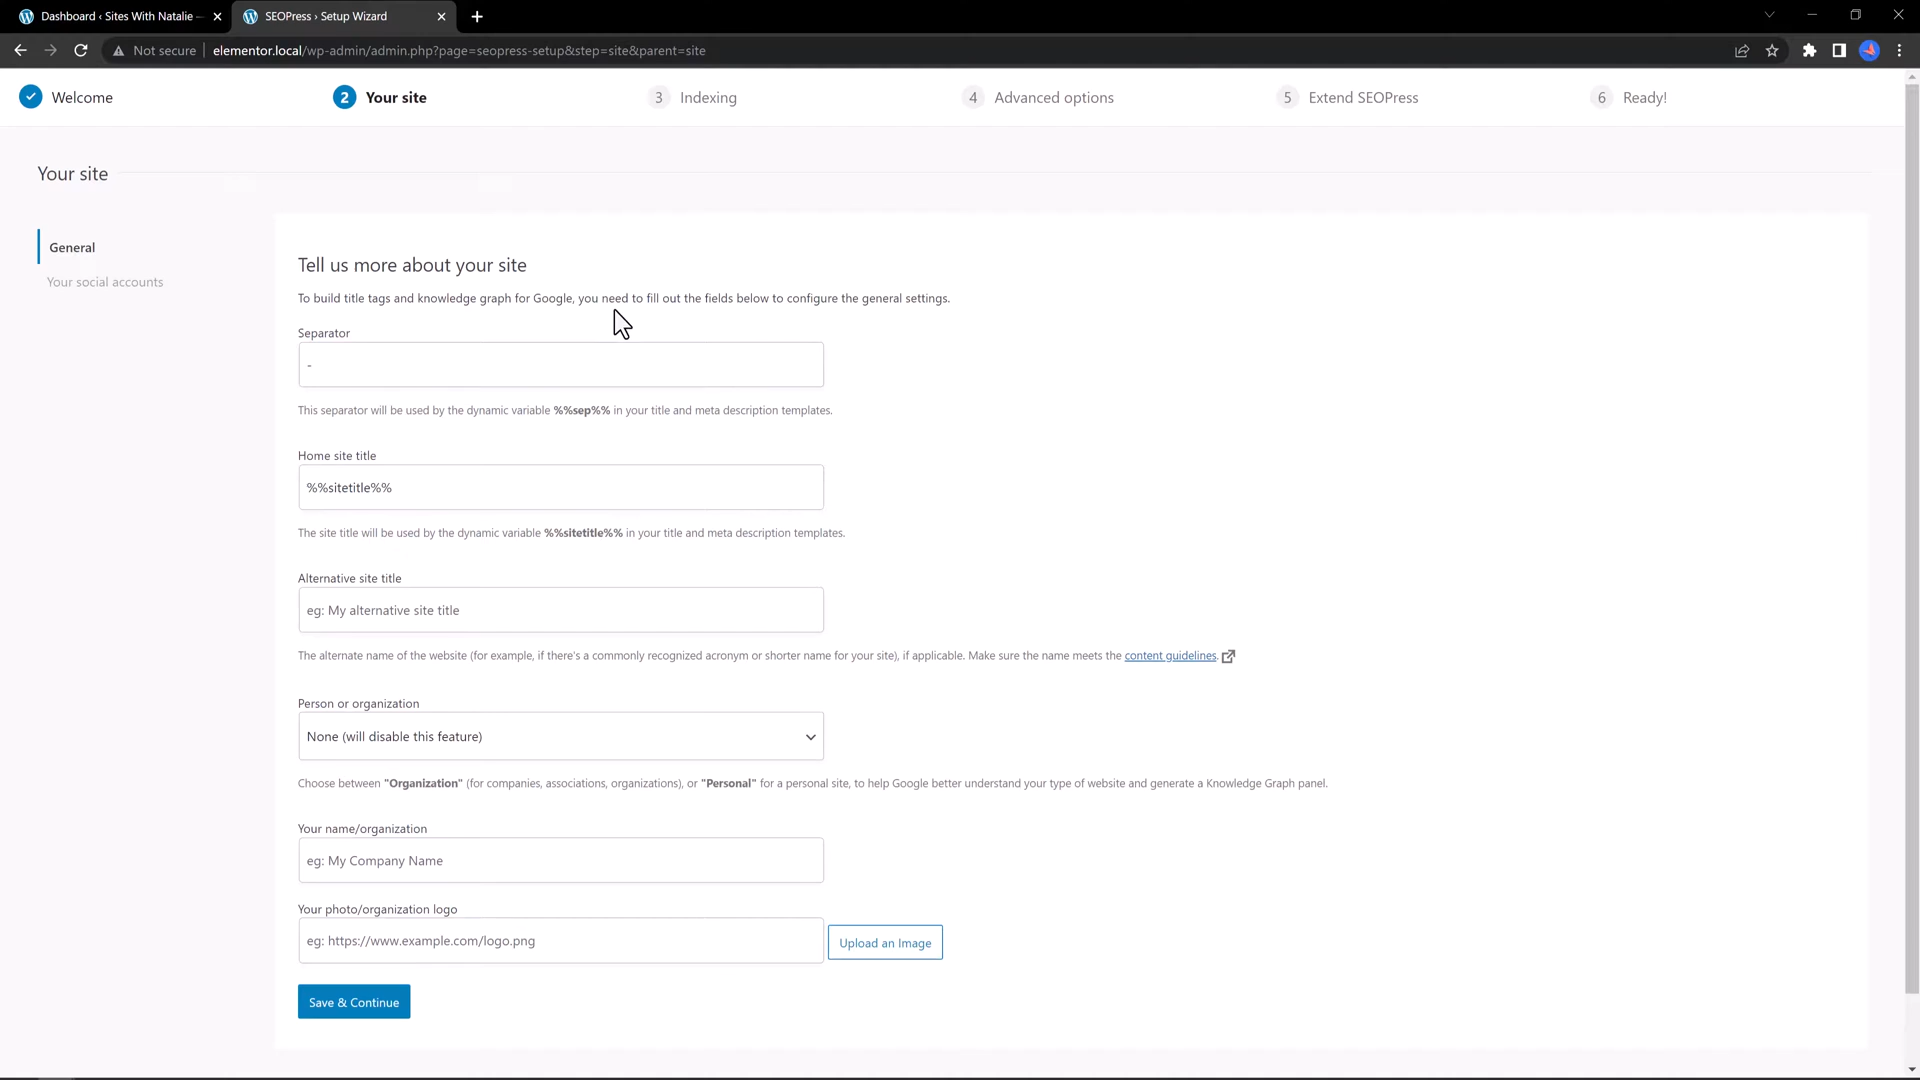 Dashboard ‹ Sites With Natalie —
SEOPress › Setup Wizard
Not secure
elementor.local/wp-admin/admin.php?page=seopress-setup&step=site&parent=site
Welcome
2 Your site
3 Indexing
4 Advanced options
5 Extend SEOPress
6 Ready!
Your site
General
Your social accounts
Tell us more about your site
To build title tags and knowledge graph for Google, you need to fill out the fields below to configure the general settings.
Separator
-
This separator will be used by the dynamic variable %%sep%% in your title and meta description templates.
Home site title
%%sitetitle%%
The site title will be used by the dynamic variable %%sitetitle%% in your title and meta description templates.
Alternative site title
eg: My alternative site title
The alternate name of the website (for example, if there's a commonly recognized acronym or shorter name for your site), if applicable. Make sure the name meets the content guidelines.
Person or organization
None (will disable this feature)
Choose between "Organization" (for companies, associations, organizations), or "Personal" for a personal site, to help Google better understand your type of website and generate a Knowledge Graph panel.
Your name/organization
eg: My Company Name
Your photo/organization logo
eg: https://www.example.com/logo.png
Upload an Image
Save & Continue